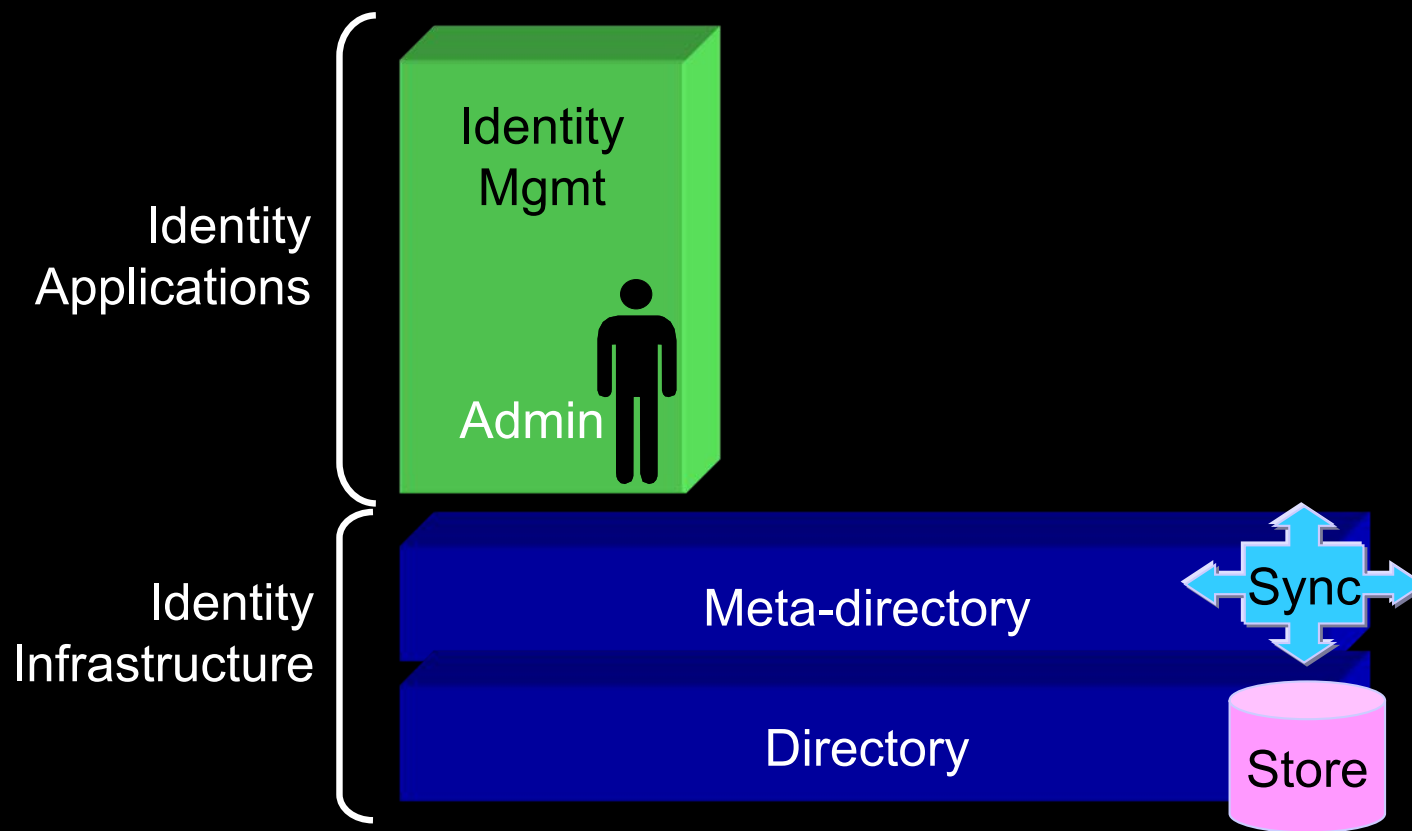 Identity
Mgmt
Identity
Applications
Admin
Identity
Infrastructure
Meta-directory
Sync
Directory
Store